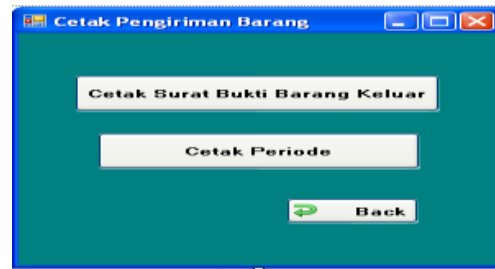 Cetak Pengiriman Barang
Cetak Surat Bukti Barang Keluar
Cetak Periode
Back